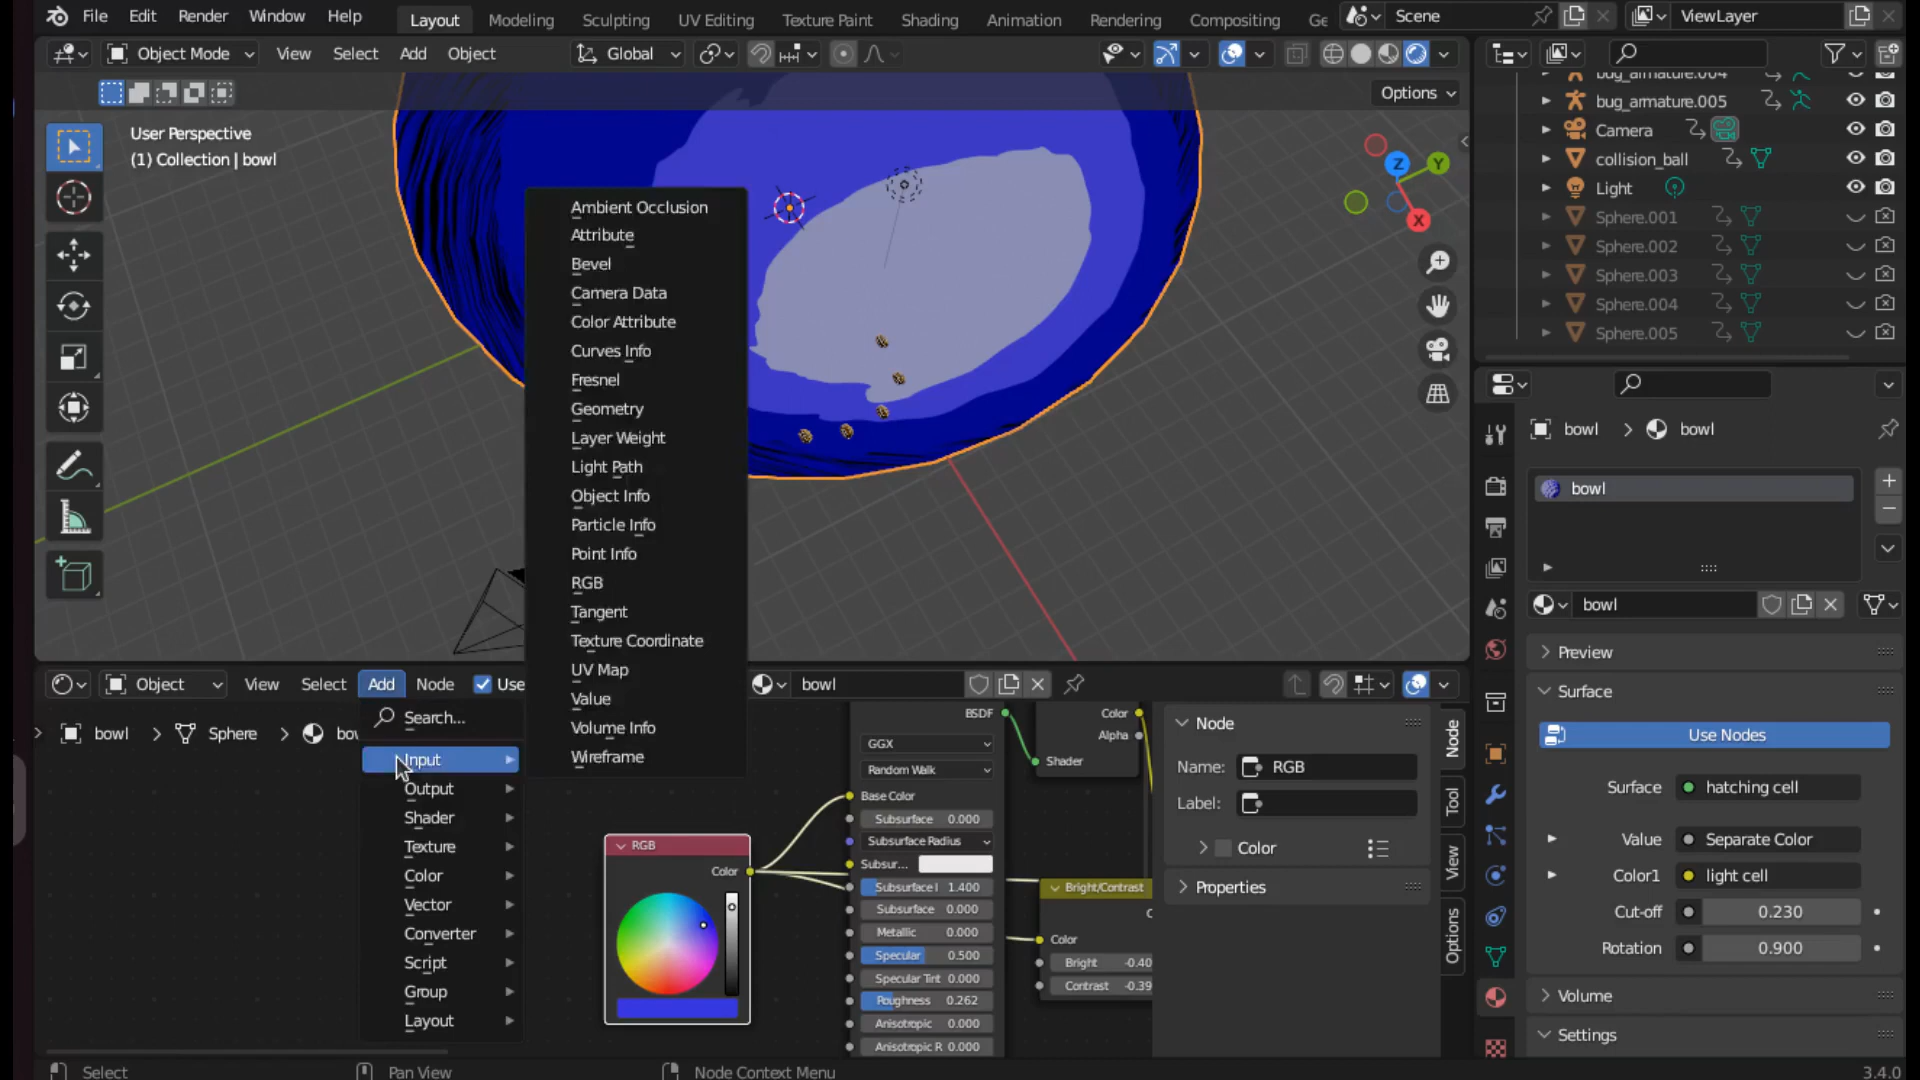 File Edit Render Window Help Layout Modeling Sculpting UV Editing Texture Paint Shading Animation Rendering Compositing Ge Scene ViewLayer
Object Mode View Select Add Object Global
Options
User Perspective
(1) Collection | bowl
Z Y X
bug_armature.004
bug_armature.005
Camera
collision_ball
Light
Sphere.001
Sphere.002
Sphere.003
Sphere.004
Sphere.005
Ambient Occlusion
Attribute
Bevel
Camera Data
Color Attribute
Curves Info
Fresnel
Geometry
Layer Weight
Light Path
Object Info
Particle Info
Point Info
RGB
Tangent
Texture Coordinate
UV Map
Value
Volume Info
Wireframe
Object View Select Add Node Use bowl
bowl > Sphere > bov
Search...
Input
Output
Shader
Texture
Color
Vector
Converter
Script
Group
Layout
RGB
Color
BSDF
GGX
Random Walk
Base Color
Subsurface 0.000
Subsurface Radius
Subsur...
Subsurface I 1.400
Subsurface 0.000
Metallic 0.000
Specular 0.500
Specular Tint 0.000
Roughness 0.262
Anisotropic 0.000
Anisotropic R 0.000
Color
Alpha
Shader
Bright/Contrast
C
Color
Bright -0.40
Contrast -0.39
Node
Name: RGB
Label:
Color
Properties
Node
Tool
View
Options
bowl > bowl
bowl
bowl
Preview
Surface
Use Nodes
Surface hatching cell
Value Separate Color
Color1 light cell
Cut-off 0.230
Rotation 0.900
Volume
Settings
Select Pan View Node Context Menu 3.4.0